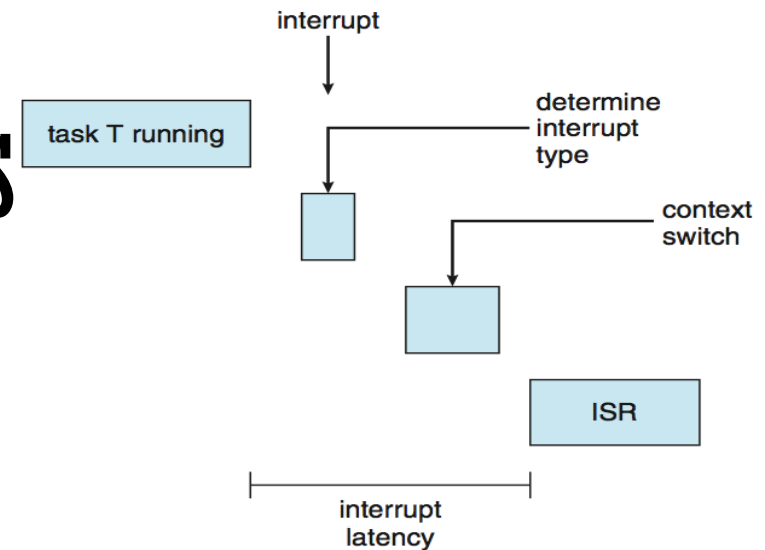 interrupt
task T running
determine
interrupt
type
context
switch
ISR
interrupt
latency